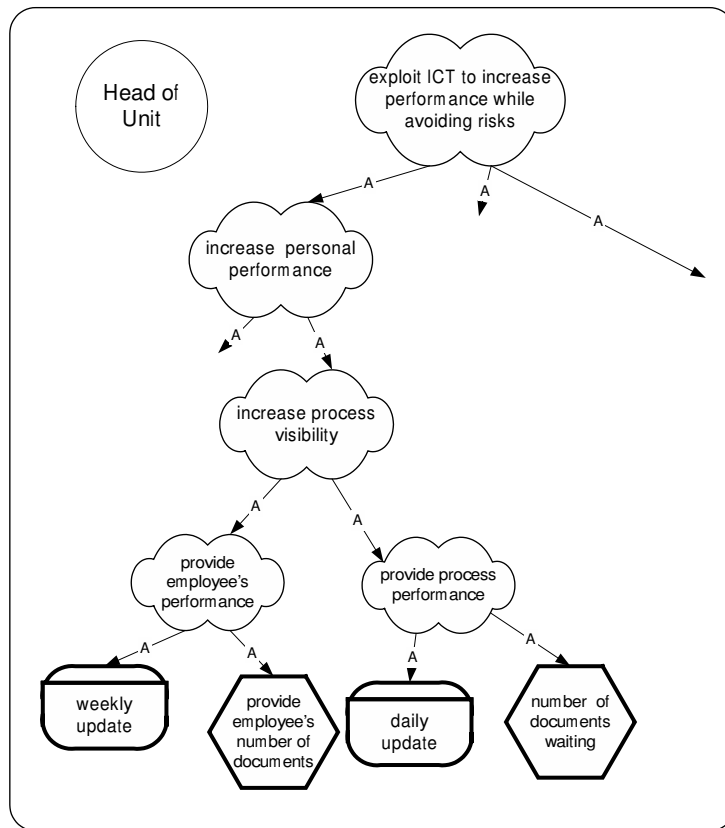 Head of
Unit
exploit ICT to increase
performance while
avoiding risks
A
A
A
increase personal
performance
A
A
increase process
visibility
A
A
provide
employee's
performance
provide process
performance
A
A
A
A
weekly
update
provide
employee's
number of
documents
daily
update
number of
documents
waiting